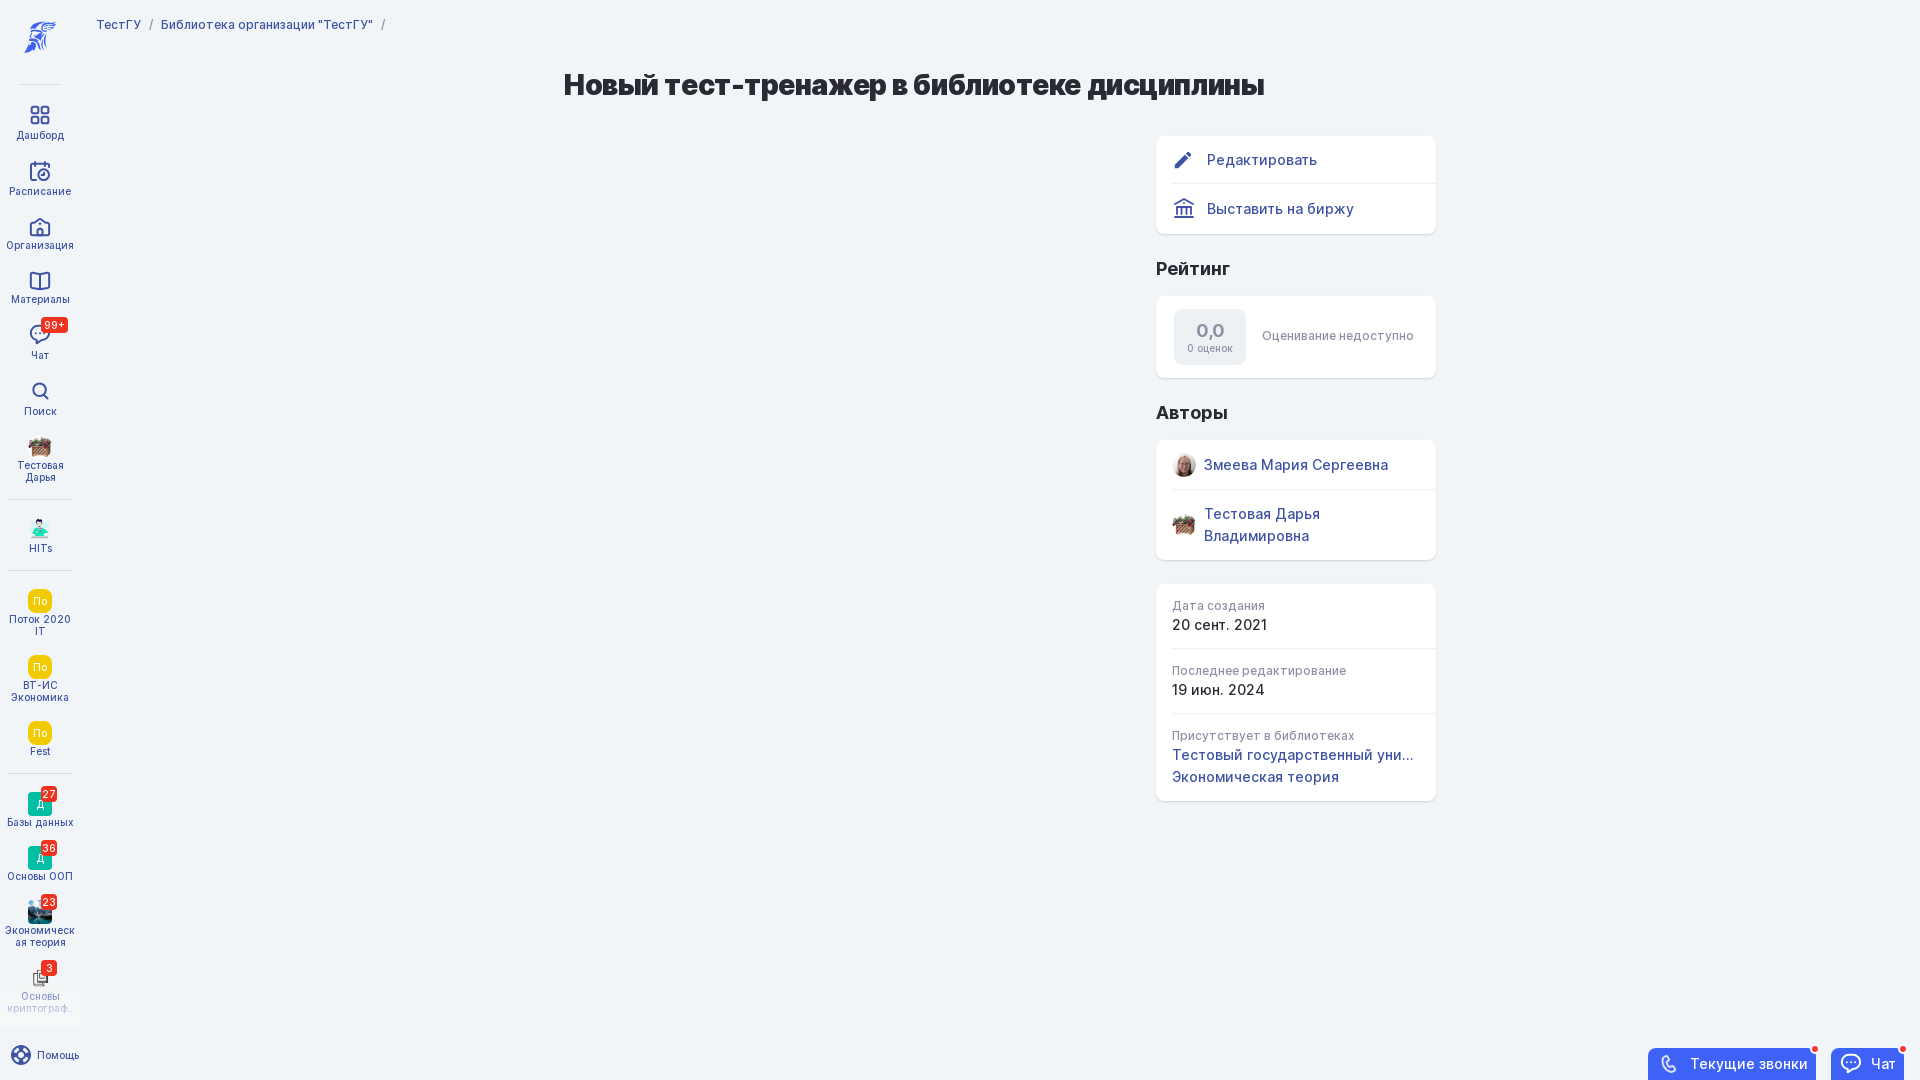 ТестГУ / Библиотека организации "ТестГУ" /
Новый тест-тренажер в библиотеке дисциплины
Дашборд
Расписание
Организация
Материалы
99+
Чат
Поиск
Тестовая
Дарья
HITs
По
Поток 2020
IT
По
ВТ-ИС
Экономика
По
Fest
27
Д
Базы данных
36
Д
Основы ООП
23
Экономическ
ая теория
3
Основы
криптограф...
Помощь
Редактировать
Выставить на биржу
Рейтинг
0,0
0 оценок
Оценивание недоступно
Авторы
Змеева Мария Сергеевна
Тестовая Дарья
Владимировна
Дата создания
20 сент. 2021
Последнее редактирование
19 июн. 2024
Присутствует в библиотеках
Тестовый государственный уни...
Экономическая теория
Текущие звонки
Чат